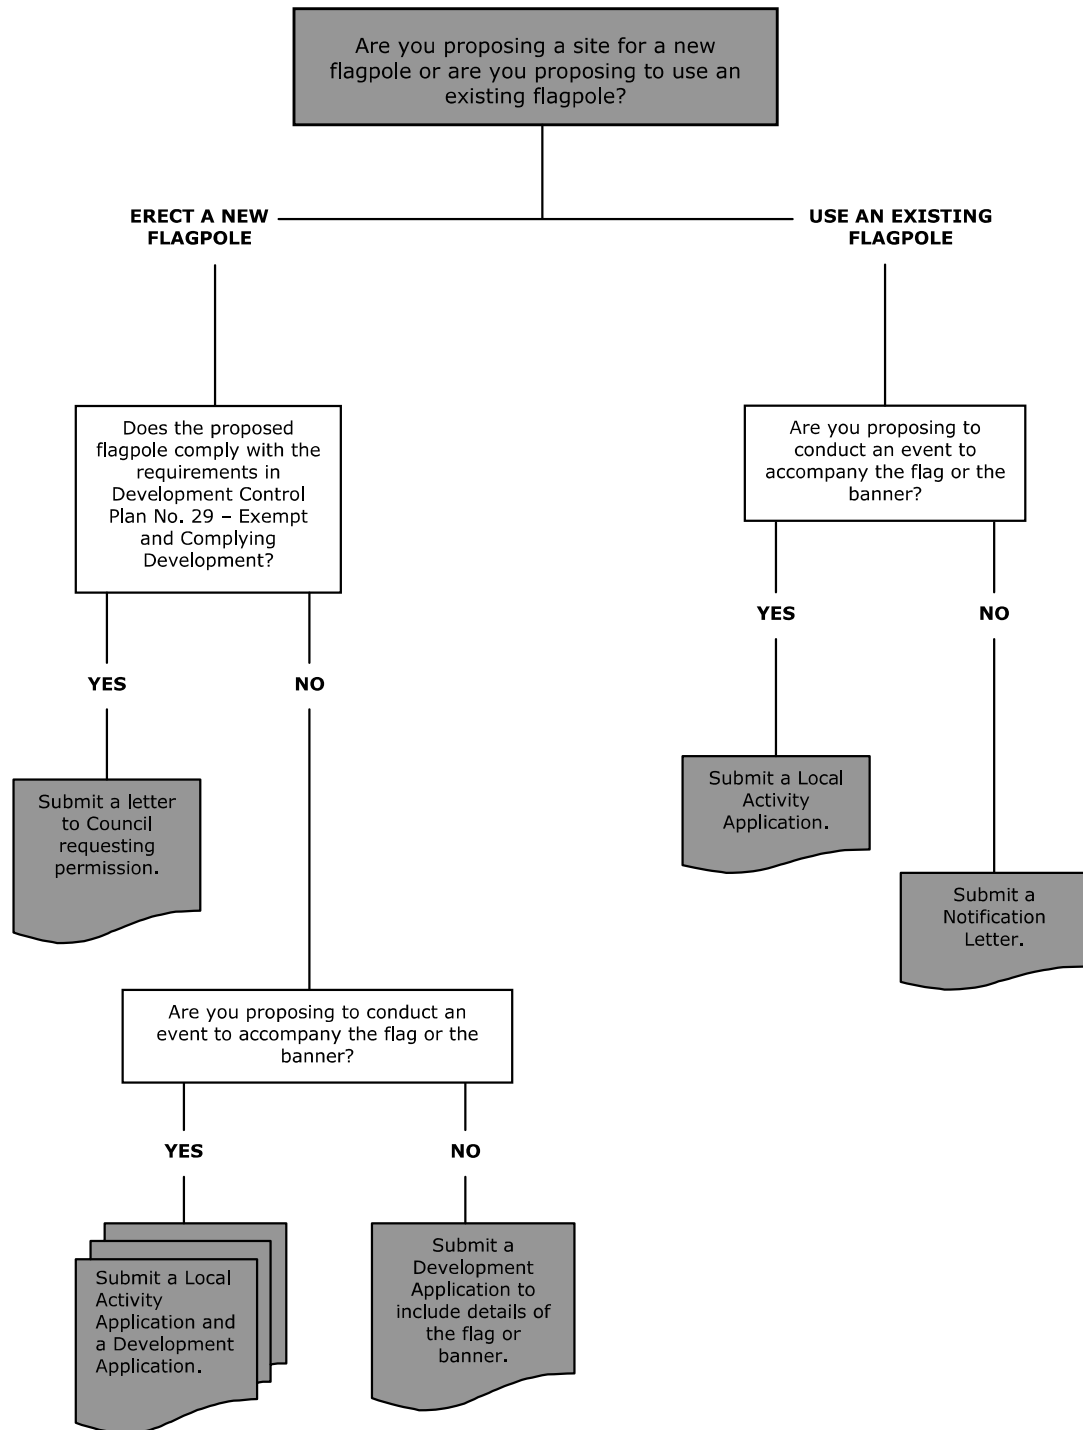 Are you proposing a site for a new
flagpole or are you proposing to use an
existing flagpole?
ERECT A NEW
FLAGPOLE
USE AN EXISTING
FLAGPOLE
Does the proposed
flagpole comply with the
requirements in
Development Control
Plan No. 29 – Exempt
and Complying
Development?
Are you proposing to
conduct an event to
accompany the flag or the
banner?
YES
NO
YES
NO
Submit a letter
to Council
requesting
permission.
Submit a Local
Activity
Application.
Submit a
Notification
Letter.
Are you proposing to conduct an
event to accompany the flag or the
banner?
YES
NO
Submit a Local
Activity
Application and
a Development
Application.
Submit a
Development
Application to
include details of
the flag or
banner.